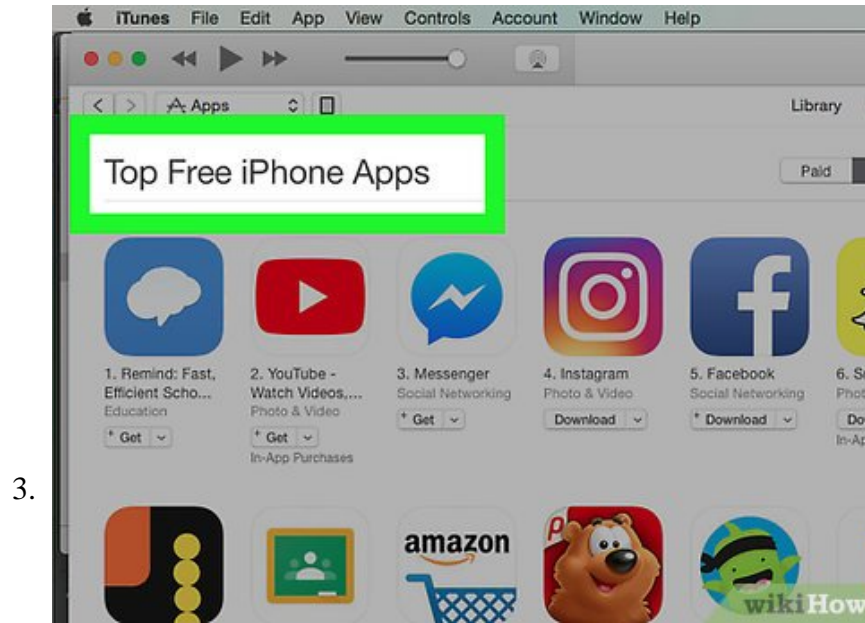 iTunes File Edit App View Controls Account Window Help
Apps
Library
Top Free iPhone Apps
Paid
1. Remind: Fast,
Efficient Scho...
Education
+ Get
2. YouTube -
Watch Videos,...
Photo & Video
+ Get
In-App Purchases
3. Messenger
Social Networking
+ Get
4. Instagram
Photo & Video
Download
5. Facebook
Social Networking
+ Download
6.
3.
amazon
wikiHow